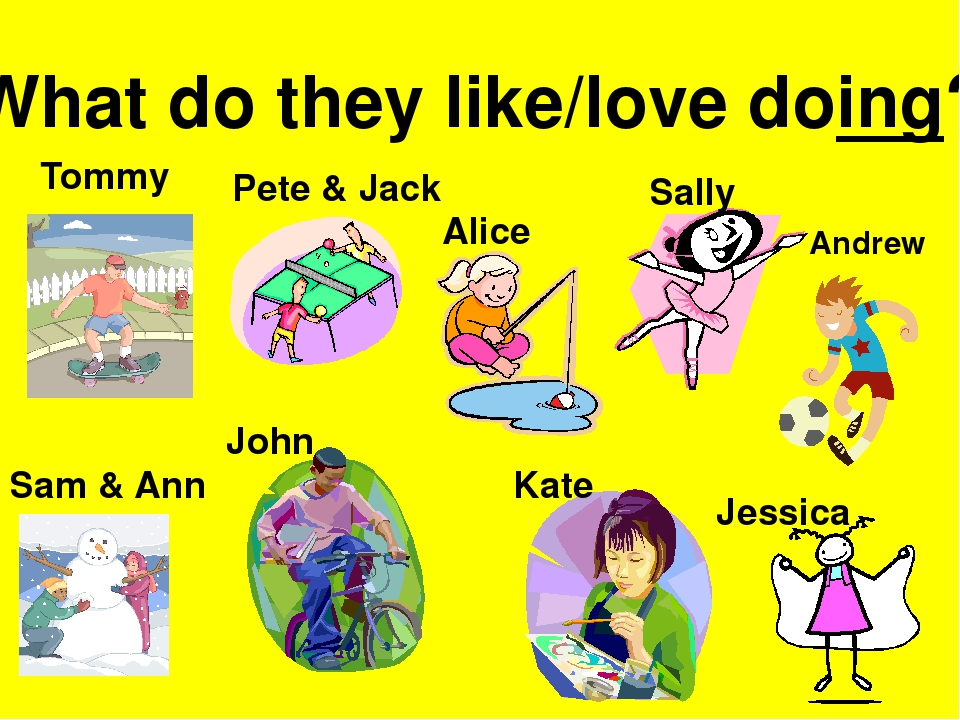 What do they like/love doing?
Tommy
Pete & Jack
Alice
Sally
Andrew
Sam & Ann
John
Kate
Jessica